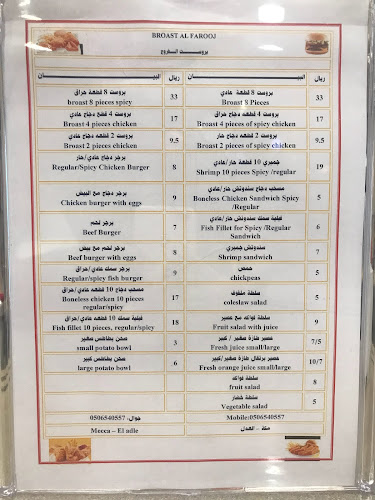 BROAST AL FAROOJ
بروست الفروج
البيـــــان ريال البيـــــان ريال
بروست 8 قطعة حراق 33 بروست 8 قطعة عادي 33
broast 8 pieces spicy Broast 8 Pieces
بروست 4 قطع دجاج عادي 17 بروست 4 قطعة دجاج حراق 17
Broast 4 pieces chicken Broast 4 pieces of spicy chicken
بروست 2 قطعه دجاج عادي 9.5 بروست 2 قطعه دجاج حار 9.5
Broast 2 pieces chicken Broast 2 pieces of spicy chicken
برجر دجاج عادي/حار 8 جمبري 10 قطعة حار/عادي 19
Regular/Spicy Chicken Burger Shrimp 10 pieces Spicy /regular
برجر دجاج مع البيض 9 مسحب دجاج سندوتش حار/عادي 5
Chicken burger with eggs Boneless Chicken Sandwich Spicy
/Regular
برجر لحم 7 فيلية سمك سندوتش حار/عادي 6
Beef Burger Fish Fillet for Spicy /Regular
Sandwich
برجر لحم مع بيض 8 سندوتش جمبري 7
Beef burger with eggs Shrimp sandwich
برجر سمك عادي/حراق 9 حمص 5
Regular/spicy fish burger chickpeas
مسحب دجاج 10 قطعه عادي/حراق 17 سلطة ملفوف 5
Boneless chicken 10 pieces coleslaw salad
regular/spicy
فيلية سمك 10 قطعه عادي/حراق 18 سلطة فواكه مع عصير 9
Fish fillet 10 pieces, regular/spicy Fruit salad with juice
صحن بطاطس صغير 3 عصير طازة صغير / كبير 7/5
small potato bowl Fresh juice small/large
صحن بطاطس كبير .6 عصير برتقال طازة صغير/كبير 10/7
large potato bowl Fresh orange juice small/large
سلطة فواكه 8
fruit salad
سلطة خضار 5
Vegetable salad
جوال: 0506540557 Mobile:0506540557
Mecca – El adle مكة – العدل